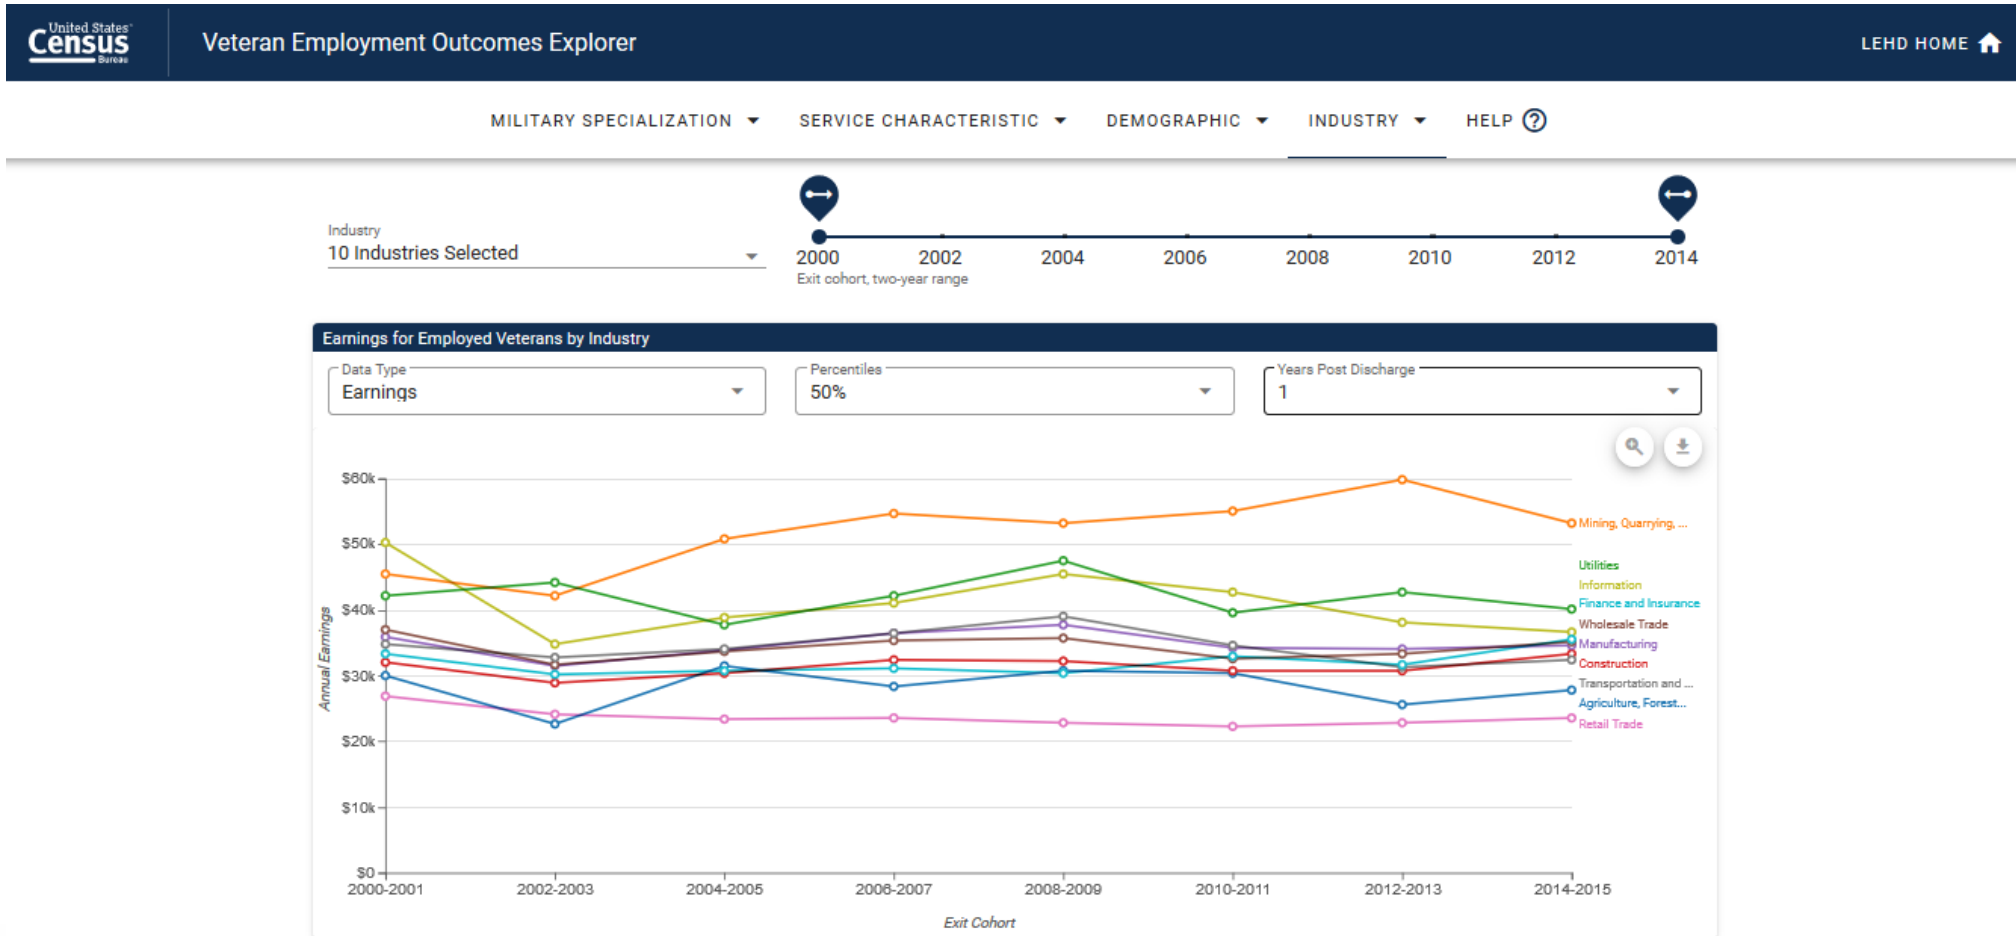 United States®
Census
Bureau
Veteran Employment Outcomes Explorer
LEHD HOME
MILITARY SPECIALIZATION
SERVICE CHARACTERISTIC
DEMOGRAPHIC
INDUSTRY
HELP ?
Industry
10 Industries Selected
2000 2002 2004 2006 2008 2010 2012 2014
Exit cohort, two-year range
Earnings for Employed Veterans by Industry
Data Type
Earnings
Percentiles
50%
Years Post Discharge
1
$60k
$50k
$40k
$30k
$20k
$10k
$0
Annual Earnings
Mining, Quarrying, ...
Utilities
Information
Finance and Insurance
Wholesale Trade
Manufacturing
Construction
Transportation and ...
Agriculture, Forest...
Retail Trade
2000-2001 2002-2003 2004-2005 2006-2007 2008-2009 2010-2011 2012-2013 2014-2015
Exit Cohort